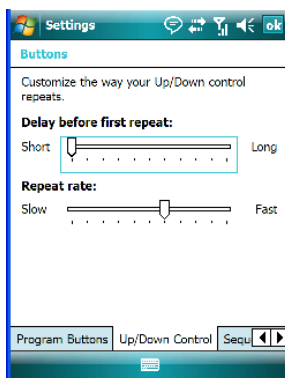 Settings
ok
Buttons
Customize the way your Up/Down control
repeats.
Delay before first repeat:
Short Long
Repeat rate:
Slow Fast
Program Buttons Up/Down Control Sequ